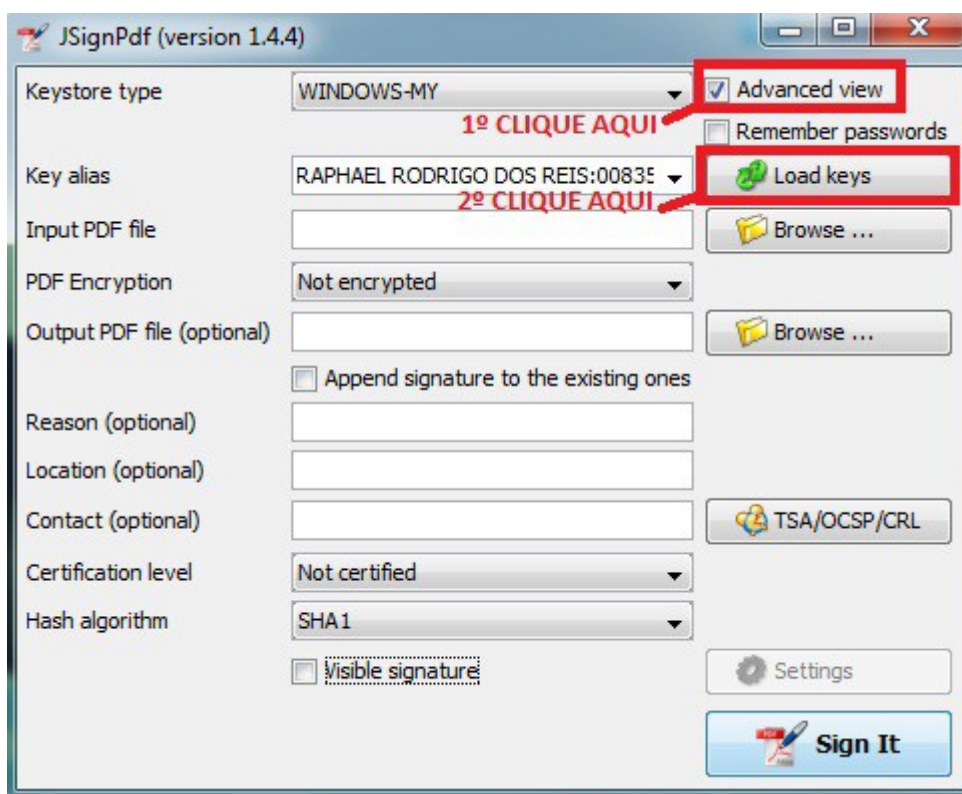 JSignPdf (version 1.4.4)
Keystore type WINDOWS-MY Advanced view
1º CLIQUE AQUI
Remember passwords
Key alias RAPHAEL RODRIGO DOS REIS:00835 Load keys
2º CLIQUE AQUI
Input PDF file Browse ...
PDF Encryption Not encrypted
Output PDF file (optional) Browse ...
Append signature to the existing ones
Reason (optional)
Location (optional)
Contact (optional) TSA/OCSP/CRL
Certification level Not certified
Hash algorithm SHA1
Visible signature Settings
Sign It